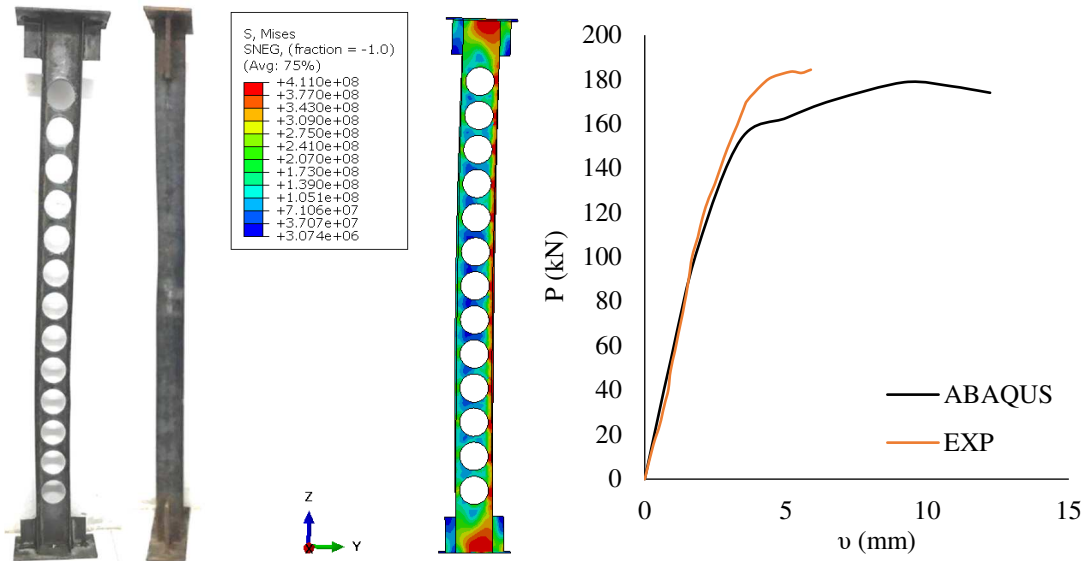 S, Mises
SNEG, (fraction = -1.0)
(Avg: 75%)
+4.110e+08
+3.770e+08
+3.430e+08
+3.090e+08
+2.750e+08
+2.410e+08
+2.070e+08
+1.730e+08
+1.390e+08
+1.051e+08
+7.106e+07
+3.707e+07
+3.074e+06
Z
Y
X
200
180
160
140
120
100
80
60
40
20
0
P (kN)
ABAQUS
EXP
0
5
10
15
υ (mm)